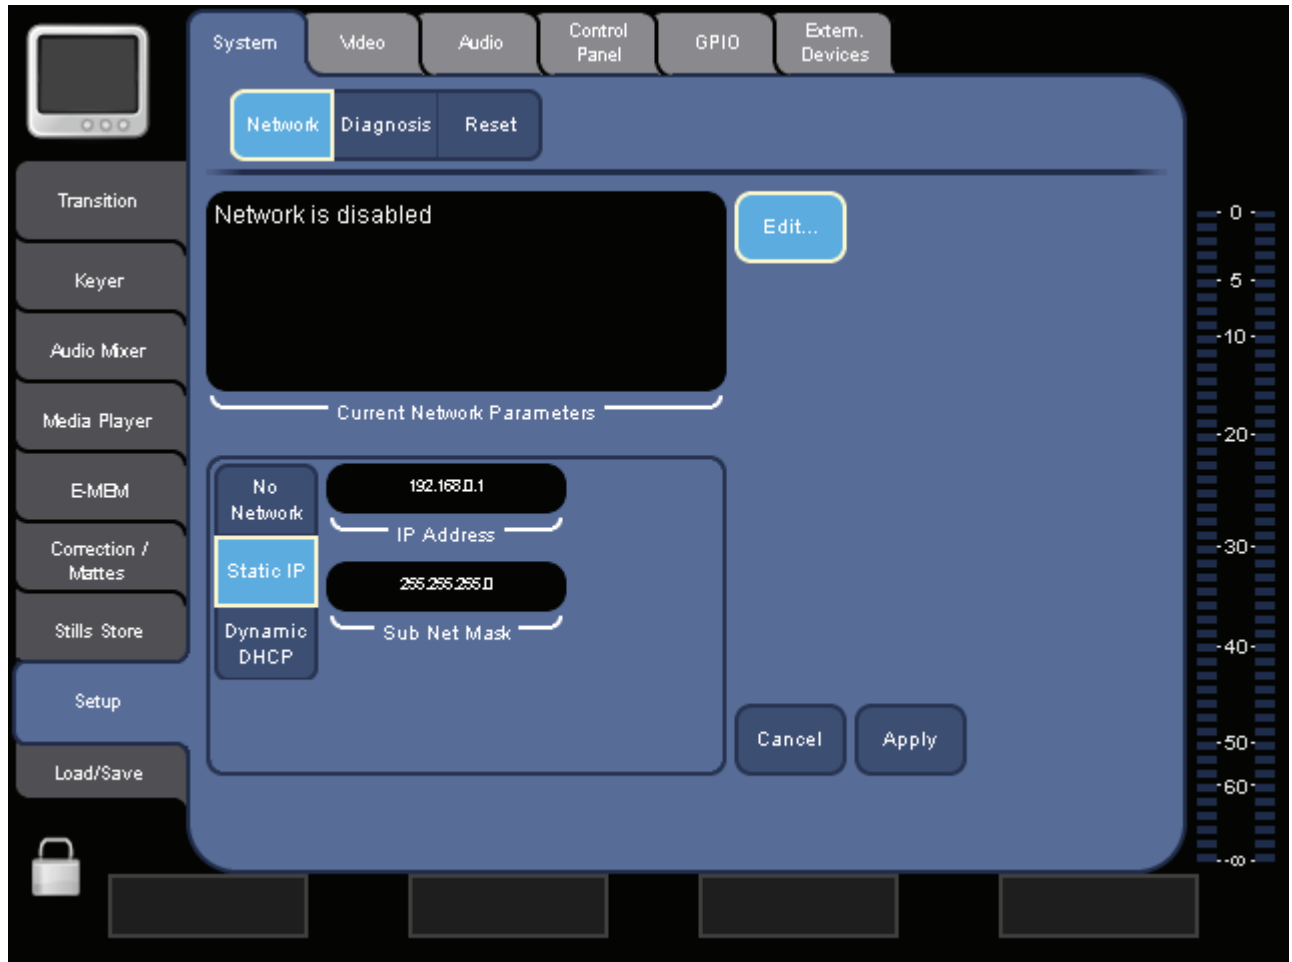 System
Video
Audio
Control
Panel
GPIO
Extern.
Devices
Network
Diagnosis
Reset
Transition
Keyer
Audio Mixer
Media Player
E-MEM
Correction /
Mattes
Stills Store
Setup
Load/Save
Network is disabled
Edit...
Current Network Parameters
No
Network
Static IP
Dynamic
DHCP
192.168.0.1
IP Address
255.255.255.0
Sub Net Mask
Cancel
Apply
- 0 -
- 5 -
-10-
-20-
-30-
-40-
-50-
-60-
--∞-